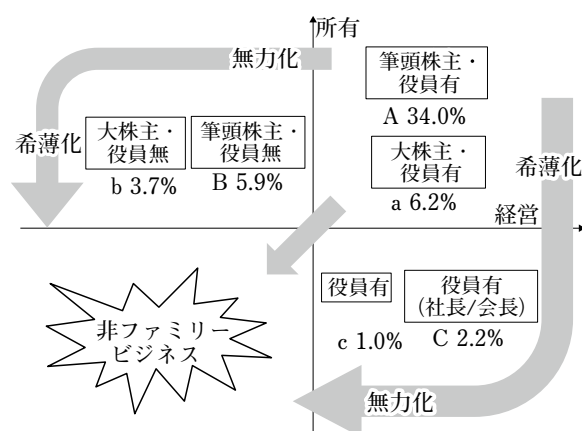 所有
無力化
筆頭株主・
役員有
A 34.0%
希薄化
大株主・
役員無
b 3.7%
筆頭株主・
役員無
B 5.9%
大株主・
役員有
a 6.2%
希薄化
経営
役員有
c 1.0%
役員有
(社長/会長)
C 2.2%
非ファミリー
ビジネス
無力化